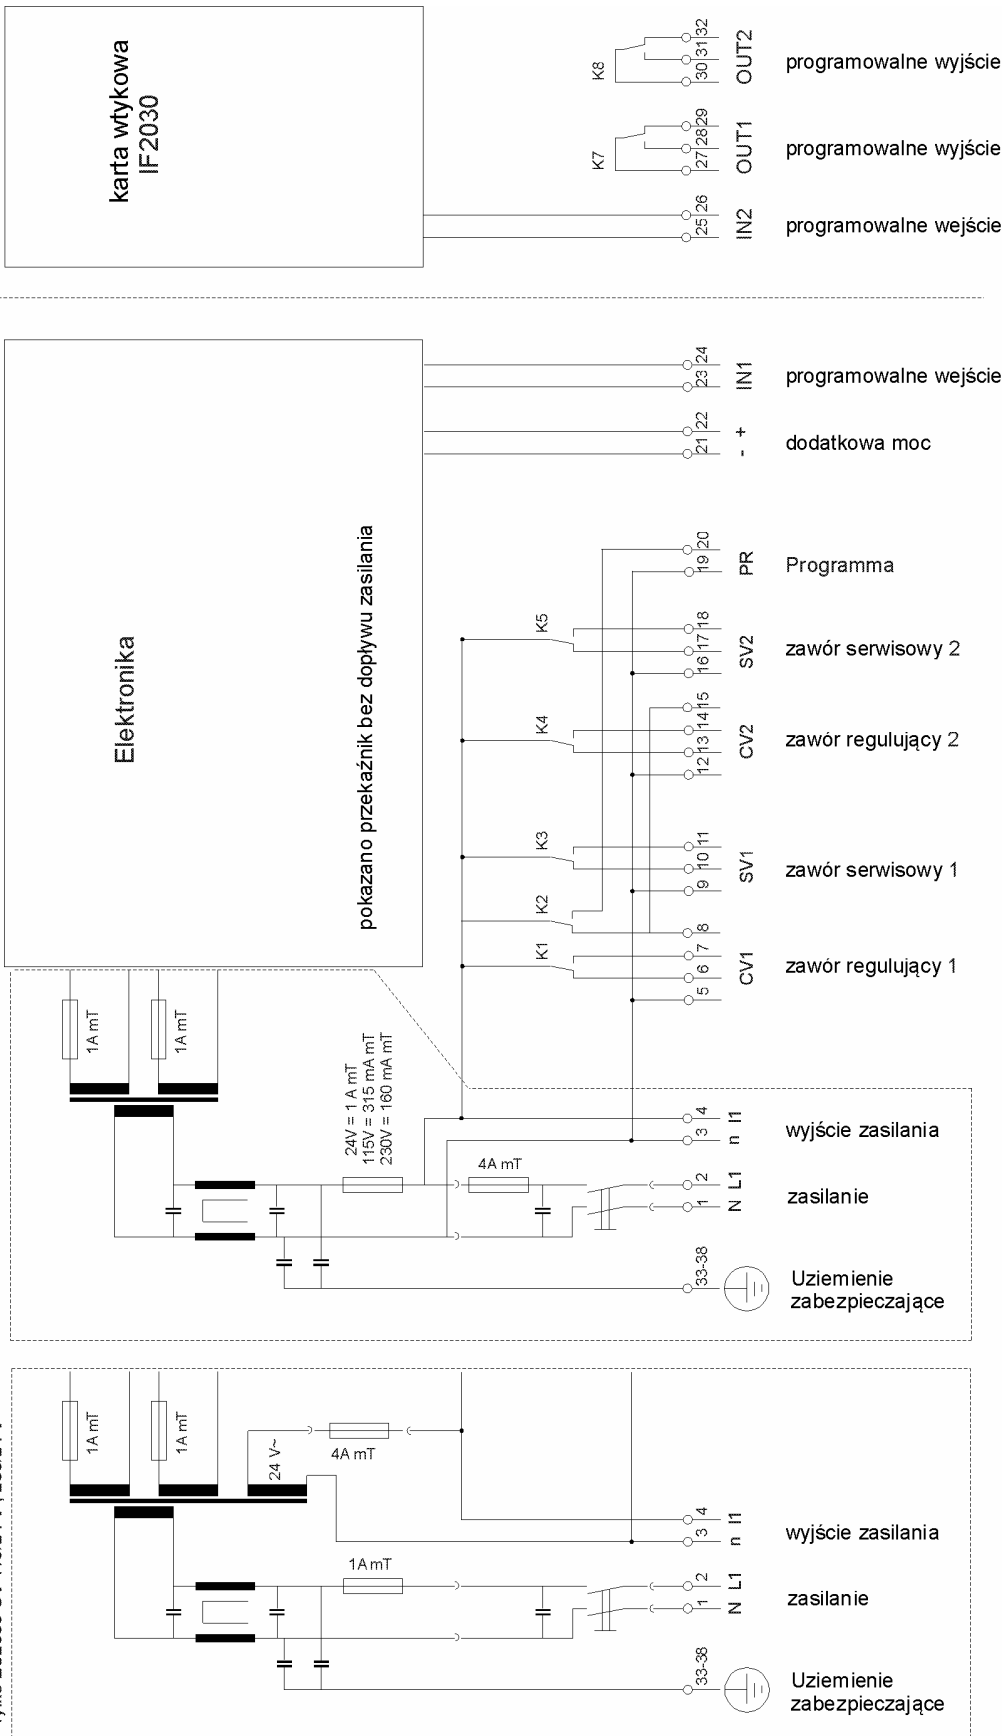 karta wtykowa
IF2030
K8
30 31 32
OUT2
programowalne wyjście
K7
27 28 29
OUT1
programowalne wyjście
25 26
IN2
programowalne wejście
Elektronika
pokazano przekaźnik bez dopływu zasilania
23 24
IN1
programowalne wejście
21 22
- +
dodatkowa moc
19 20
PR
Programma
K5
16 17 18
SV2
zawór serwisowy 2
K4
12 13 14 15
CV2
zawór regulujący 2
K3
9 10 11
SV1
zawór serwisowy 1
K2
8
K1
5 6 7
CV1
zawór regulujący 1
1A mT
1A mT
24V = 1 A mT
115V = 315 mA mT
230V = 160 mA mT
4A mT
3 4
n l1
wyjście zasilania
1 2
N L1
zasilanie
33-38
Uziemienie
zabezpieczające
1A mT
1A mT
24 V~
4A mT
1A mT
3 4
n l1
wyjście zasilania
1 2
N L1
zasilanie
33-38
Uziemienie
zabezpieczające